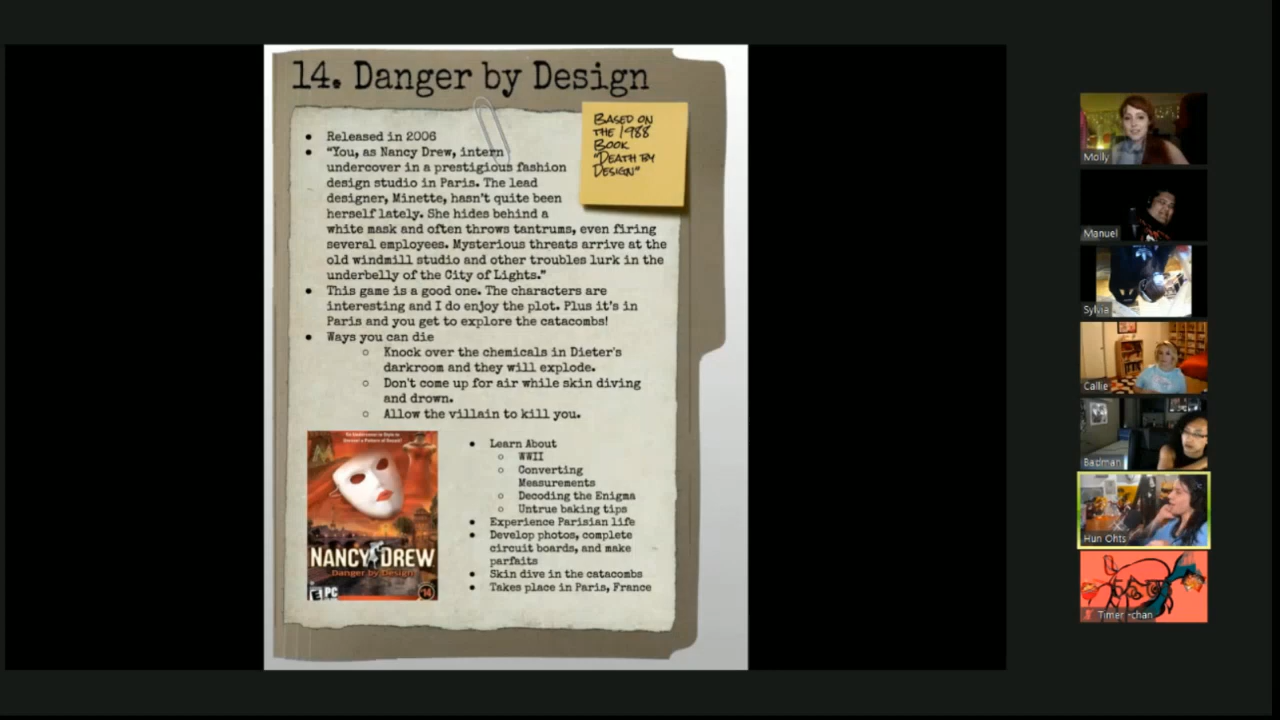 14. Danger by Design
BASED ON
THE 1988
BOOK
"DEATH BY
DESIGN"
• Released in 2006
• “You, as Nancy Drew, intern
undercover in a prestigious fashion
design studio in Paris. The lead
designer, Minette, hasn’t quite been
herself lately. She hides behind a
white mask and often throws tantrums, even firing
several employees. Mysterious threats arrive at the
old windmill studio and other troubles lurk in the
underbelly of the City of Lights.”
• This game is a good one. The characters are
interesting and I do enjoy the plot. Plus it’s in
Paris and you get to explore the catacombs!
• Ways you can die
○ Knock over the chemicals in Dieter's
darkroom and they will explode.
○ Don't come up for air while skin diving
and drown.
○ Allow the villain to kill you.
NANCY DREW
Danger by Design
E PC
14
• Learn About
○ WWII
○ Converting
Measurements
○ Decoding the Enigma
○ Untrue baking tips
• Experience Parisian life
• Develop photos, complete
circuit boards, and make
parfaits
• Skin dive in the catacombs
• Takes place in Paris, France
Molly
Manuel
Sylvia
Callie
Badman
Hun Ohts
Timer-chan